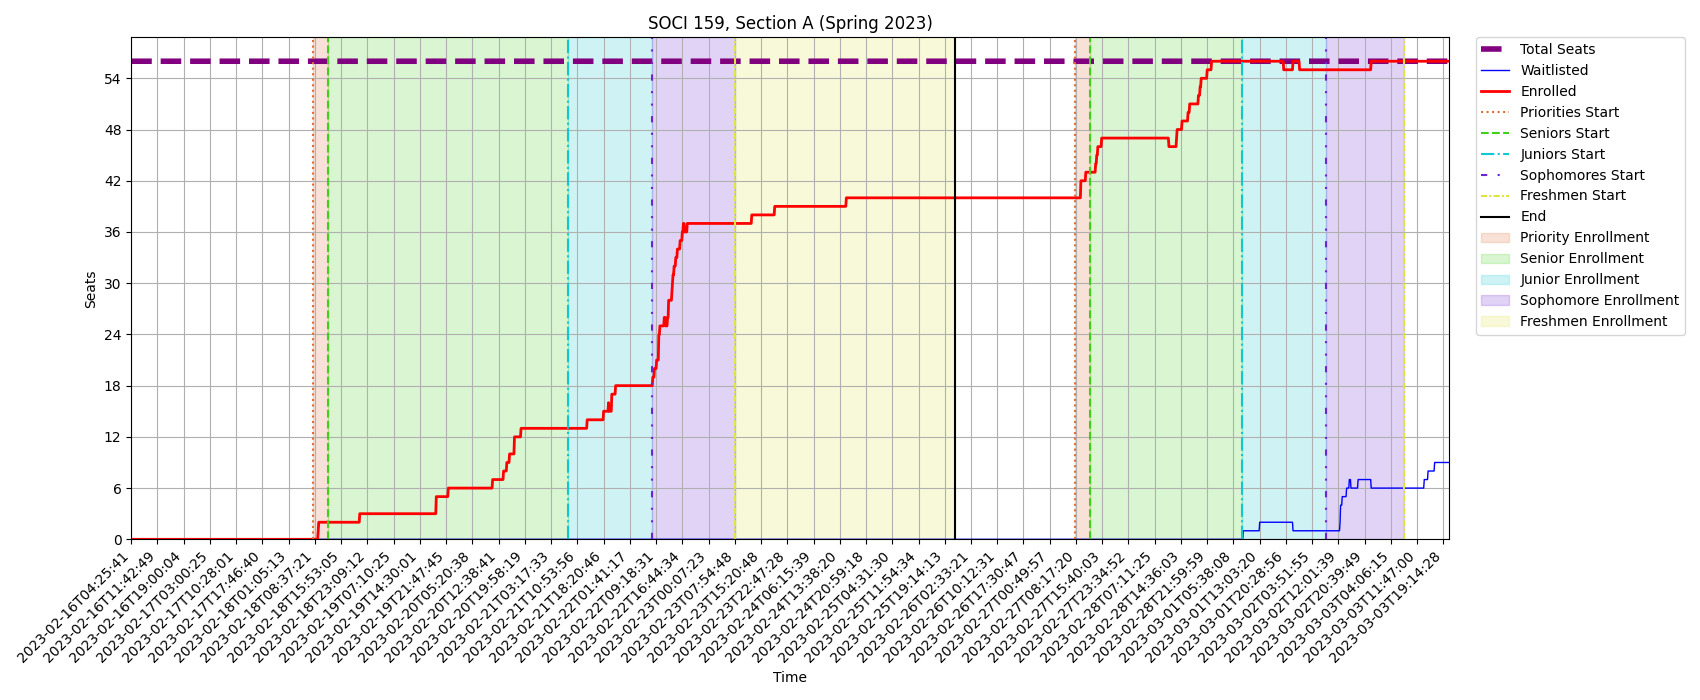 SOCI 159, Section A (Spring 2023)
54
48
42
36
30
24
18
12
6
0
Seats
2023-02-16T04:25:41
2023-02-16T11:42:49
2023-02-16T19:00:04
2023-02-17T03:00:25
2023-02-17T10:28:01
2023-02-17T17:46:40
2023-02-18T01:05:13
2023-02-18T08:37:21
2023-02-18T15:53:05
2023-02-18T23:09:12
2023-02-19T07:10:25
2023-02-19T14:30:01
2023-02-19T21:47:45
2023-02-20T05:20:38
2023-02-20T12:38:41
2023-02-20T19:58:19
2023-02-21T03:17:33
2023-02-21T10:53:56
2023-02-21T18:20:46
2023-02-22T01:41:17
2023-02-22T09:18:31
2023-02-22T16:44:34
2023-02-23T00:07:23
2023-02-23T07:54:48
2023-02-23T15:20:48
2023-02-23T22:47:28
2023-02-24T06:15:39
2023-02-24T13:38:20
2023-02-24T20:59:18
2023-02-25T04:31:30
2023-02-25T11:54:34
2023-02-25T19:14:13
2023-02-26T02:33:21
2023-02-26T10:12:31
2023-02-26T17:30:47
2023-02-27T00:49:57
2023-02-27T08:17:20
2023-02-27T15:40:03
2023-02-27T23:34:52
2023-02-28T07:11:25
2023-02-28T14:36:03
2023-02-28T21:59:59
2023-03-01T05:38:08
2023-03-01T13:03:20
2023-03-01T20:28:56
2023-03-02T03:51:55
2023-03-02T12:01:39
2023-03-02T20:39:49
2023-03-03T04:06:15
2023-03-03T11:47:00
2023-03-03T19:14:28
Time
Total Seats
Waitlisted
Enrolled
Priorities Start
Seniors Start
Juniors Start
Sophomores Start
Freshmen Start
End
Priority Enrollment
Senior Enrollment
Junior Enrollment
Sophomore Enrollment
Freshmen Enrollment